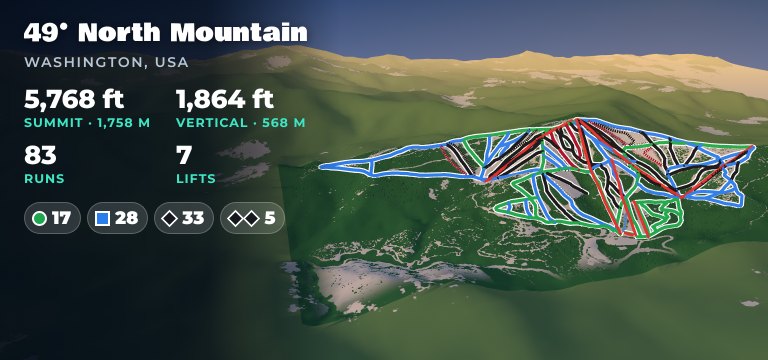 49° North Mountain
WASHINGTON, USA
5,768 ft
SUMMIT · 1,758 M
1,864 ft
VERTICAL · 568 M
83
RUNS
7
LIFTS
17
28
33
5